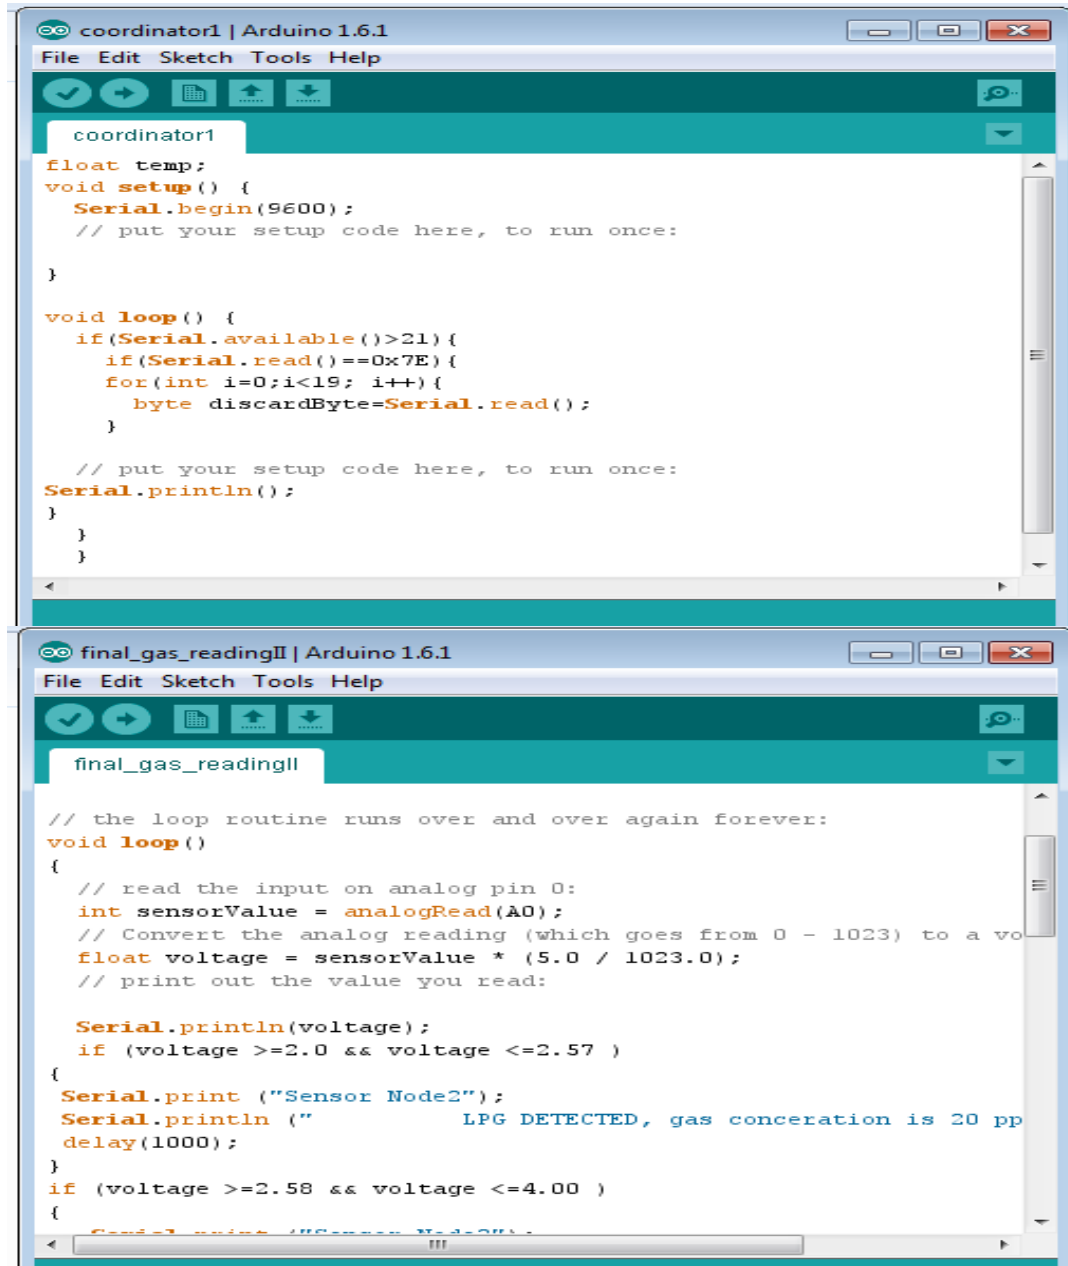 coordinator1 | Arduino 1.6.1
File Edit Sketch Tools Help
coordinator1
float temp;
void setup() {
Serial.begin(9600);
// put your setup code here, to run once:
}
void loop() {
if(Serial.available()>21){
if(Serial.read()==0x7E){
for(int i=0;i<19; i++){
byte discardByte=Serial.read();
}
// put your setup code here, to run once:
Serial.println();
}
}
}
final_gas_readingII | Arduino 1.6.1
File Edit Sketch Tools Help
final_gas_readingII
// the loop routine runs over and over again forever:
void loop()
{
// read the input on analog pin 0:
int sensorValue = analogRead(A0);
// Convert the analog reading (which goes from 0 - 1023) to a vo
float voltage = sensorValue * (5.0 / 1023.0);
// print out the value you read:
Serial.println(voltage);
if (voltage >=2.0 && voltage <=2.57 )
{
Serial.print ("Sensor Node2");
Serial.println (" LPG DETECTED, gas conceration is 20 pp
delay(1000);
}
if (voltage >=2.58 && voltage <=4.00 )
{